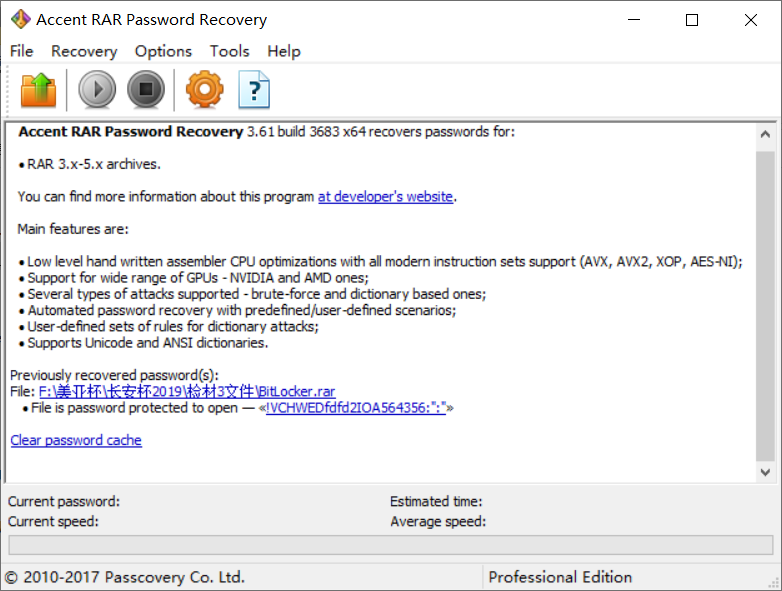 Accent RAR Password Recovery
File Recovery Options Tools Help
Accent RAR Password Recovery 3.61 build 3683 x64 recovers passwords for:
• RAR 3.x-5.x archives.
You can find more information about this program at developer's website.
Main features are:
• Low level hand written assembler CPU optimizations with all modern instruction sets support (AVX, AVX2, XOP, AES-NI);
• Support for wide range of GPUs - NVIDIA and AMD ones;
• Several types of attacks supported - brute-force and dictionary based ones;
• Automated password recovery with predefined/user-defined scenarios;
• User-defined sets of rules for dictionary attacks;
• Supports Unicode and ANSI dictionaries.
Previously recovered password(s):
File: F:\美亚杯\长安杯2019\检材3文件\BitLocker.rar
• File is password protected to open — «!VCHWEDfdfd2IOA564356:":"»
Clear password cache
Current password:
Estimated time:
Current speed:
Average speed:
© 2010-2017 Passcovery Co. Ltd.
Professional Edition